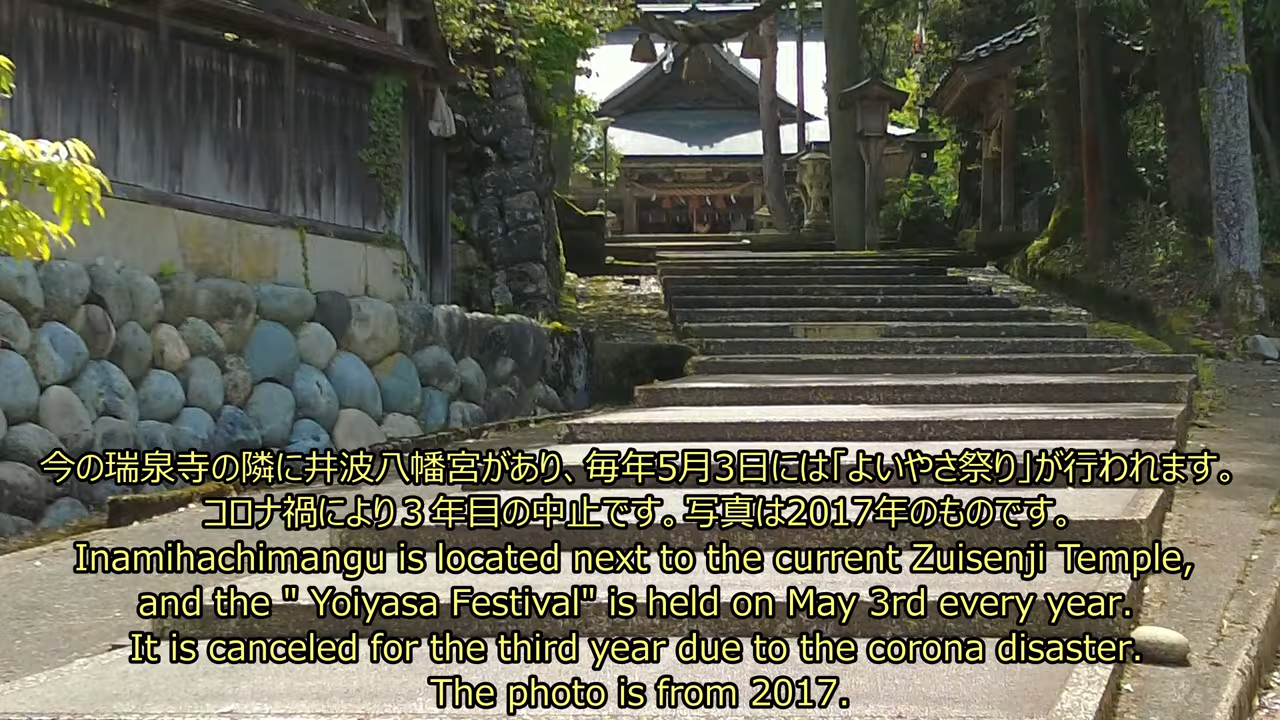 今の瑞泉寺の隣に井波八幡宮があり、毎年5月3日には「よいやさ祭り」が行われます。
コロナ禍により３年目の中止です。写真は2017年のものです。
Inamihachimangu is located next to the current Zuisenji Temple,
and the " Yoiyasa Festival" is held on May 3rd every year.
It is canceled for the third year due to the corona disaster.
The photo is from 2017.